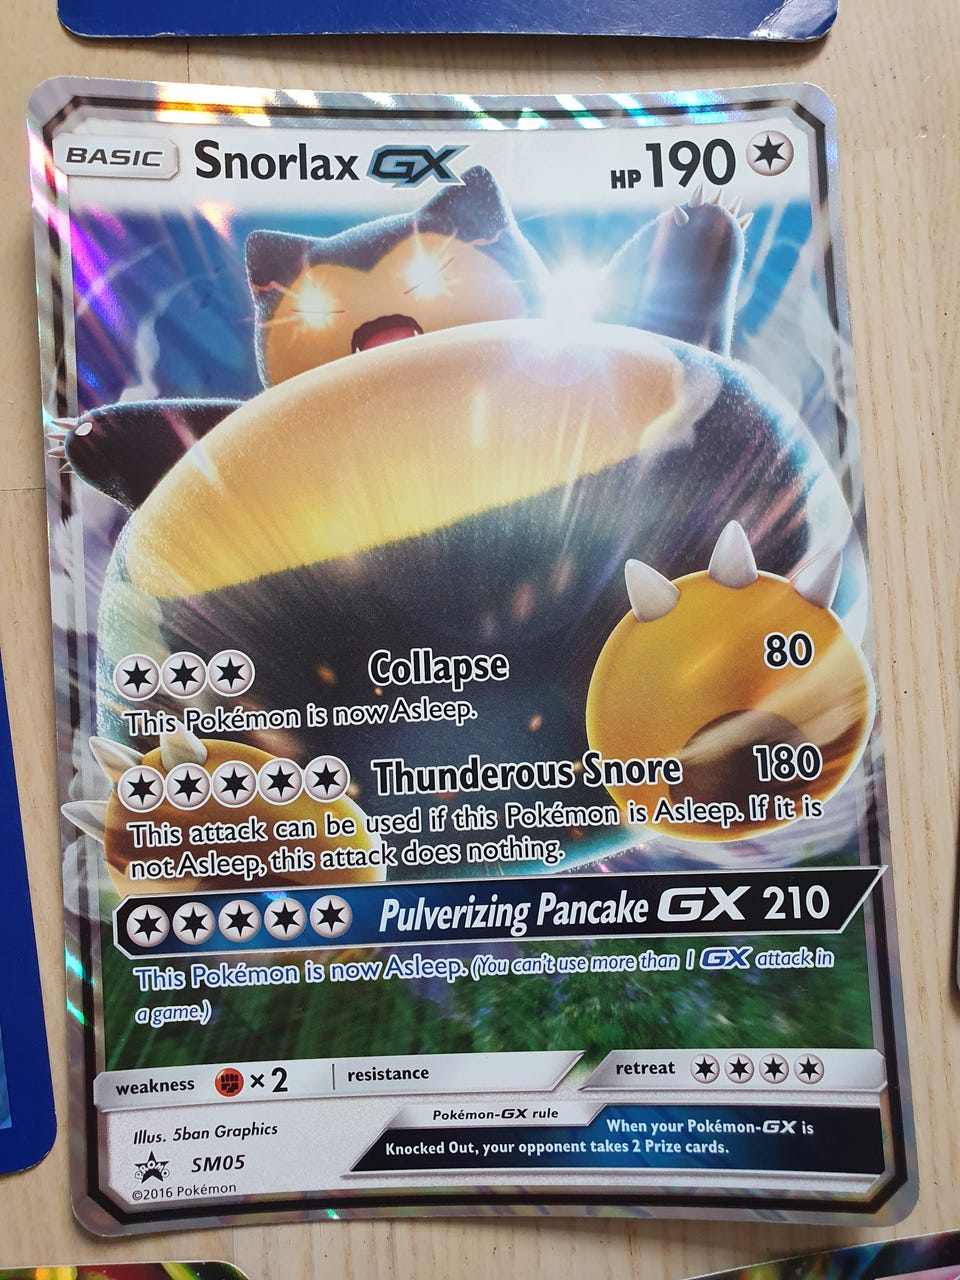 BASIC Snorlax GX HP 190
Collapse 80
This Pokémon is now Asleep.
Thunderous Snore 180
This attack can be used if this Pokémon is Asleep. If it is
not Asleep, this attack does nothing.
Pulverizing Pancake GX 210
This Pokémon is now Asleep. (You can't use more than 1 GX attack in
a game.)
weakness ×2 resistance retreat
Pokémon-GX rule
When your Pokémon-GX is
Knocked Out, your opponent takes 2 Prize cards.
Illus. 5ban Graphics
PROMO SM05
©2016 Pokémon